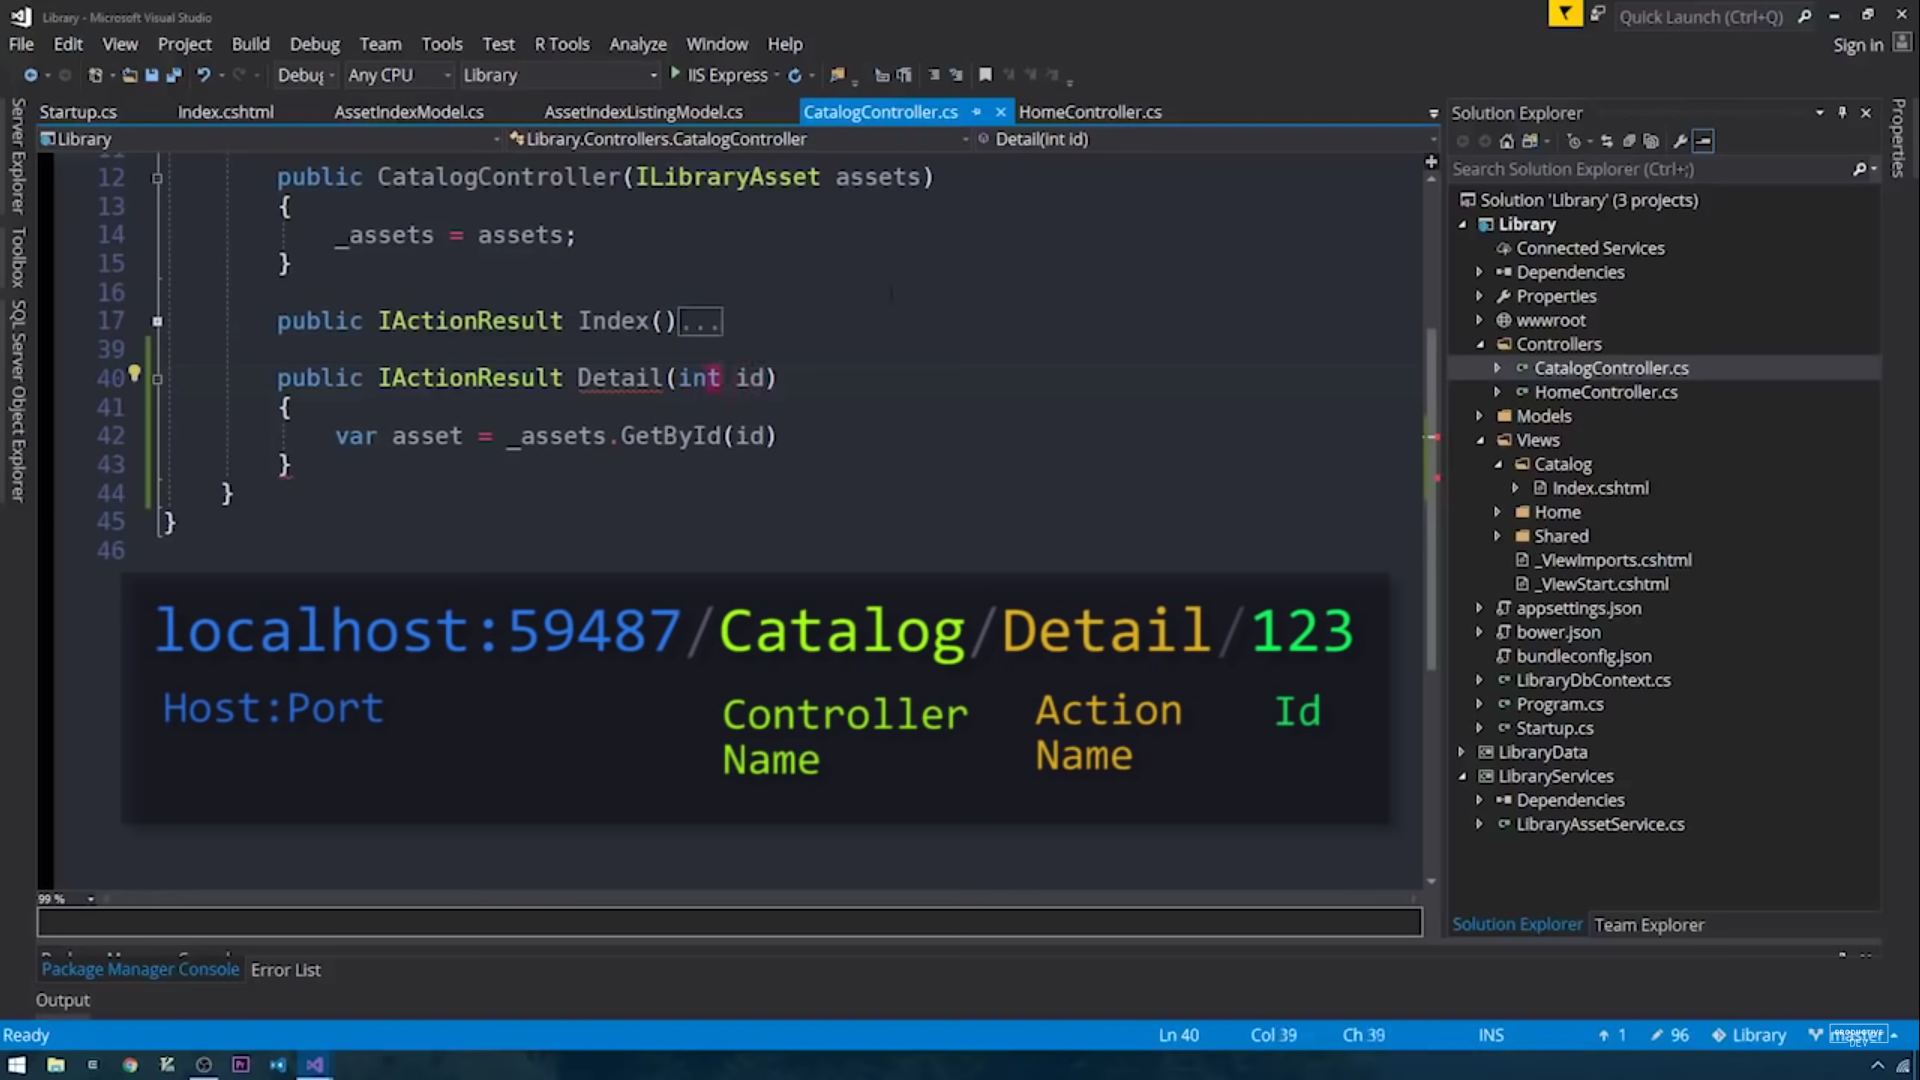 Library - Microsoft Visual Studio
Quick Launch (Ctrl+Q)
File Edit View Project Build Debug Team Tools Test R Tools Analyze Window Help
Sign in
Debug Any CPU Library IIS Express
Startup.cs Index.cshtml AssetIndexModel.cs AssetIndexListingModel.cs CatalogController.cs HomeController.cs
Library Library.Controllers.CatalogController Detail(int id)
Server Explorer
Toolbox
SQL Server Object Explorer
12 public CatalogController(ILibraryAsset assets)
13 {
14 _assets = assets;
15 }
16
17 public IActionResult Index()...
39
40 public IActionResult Detail(int id)
41 {
42 var asset = _assets.GetById(id)
43 }
44 }
45 }
46
localhost:59487/Catalog/Detail/123
Host:Port
Controller Name
Action Name
Id
99 %
Package Manager Console Error List
Output
Solution Explorer
Search Solution Explorer (Ctrl+;)
Solution 'Library' (3 projects)
Library
Connected Services
Dependencies
Properties
wwwroot
Controllers
CatalogController.cs
HomeController.cs
Models
Views
Catalog
Index.cshtml
Home
Shared
_ViewImports.cshtml
_ViewStart.cshtml
appsettings.json
bower.json
bundleconfig.json
LibraryDbContext.cs
Program.cs
Startup.cs
LibraryData
LibraryServices
Dependencies
LibraryAssetService.cs
Solution Explorer Team Explorer
Properties
Ready Ln 40 Col 39 Ch 39 INS 1 96 Library master